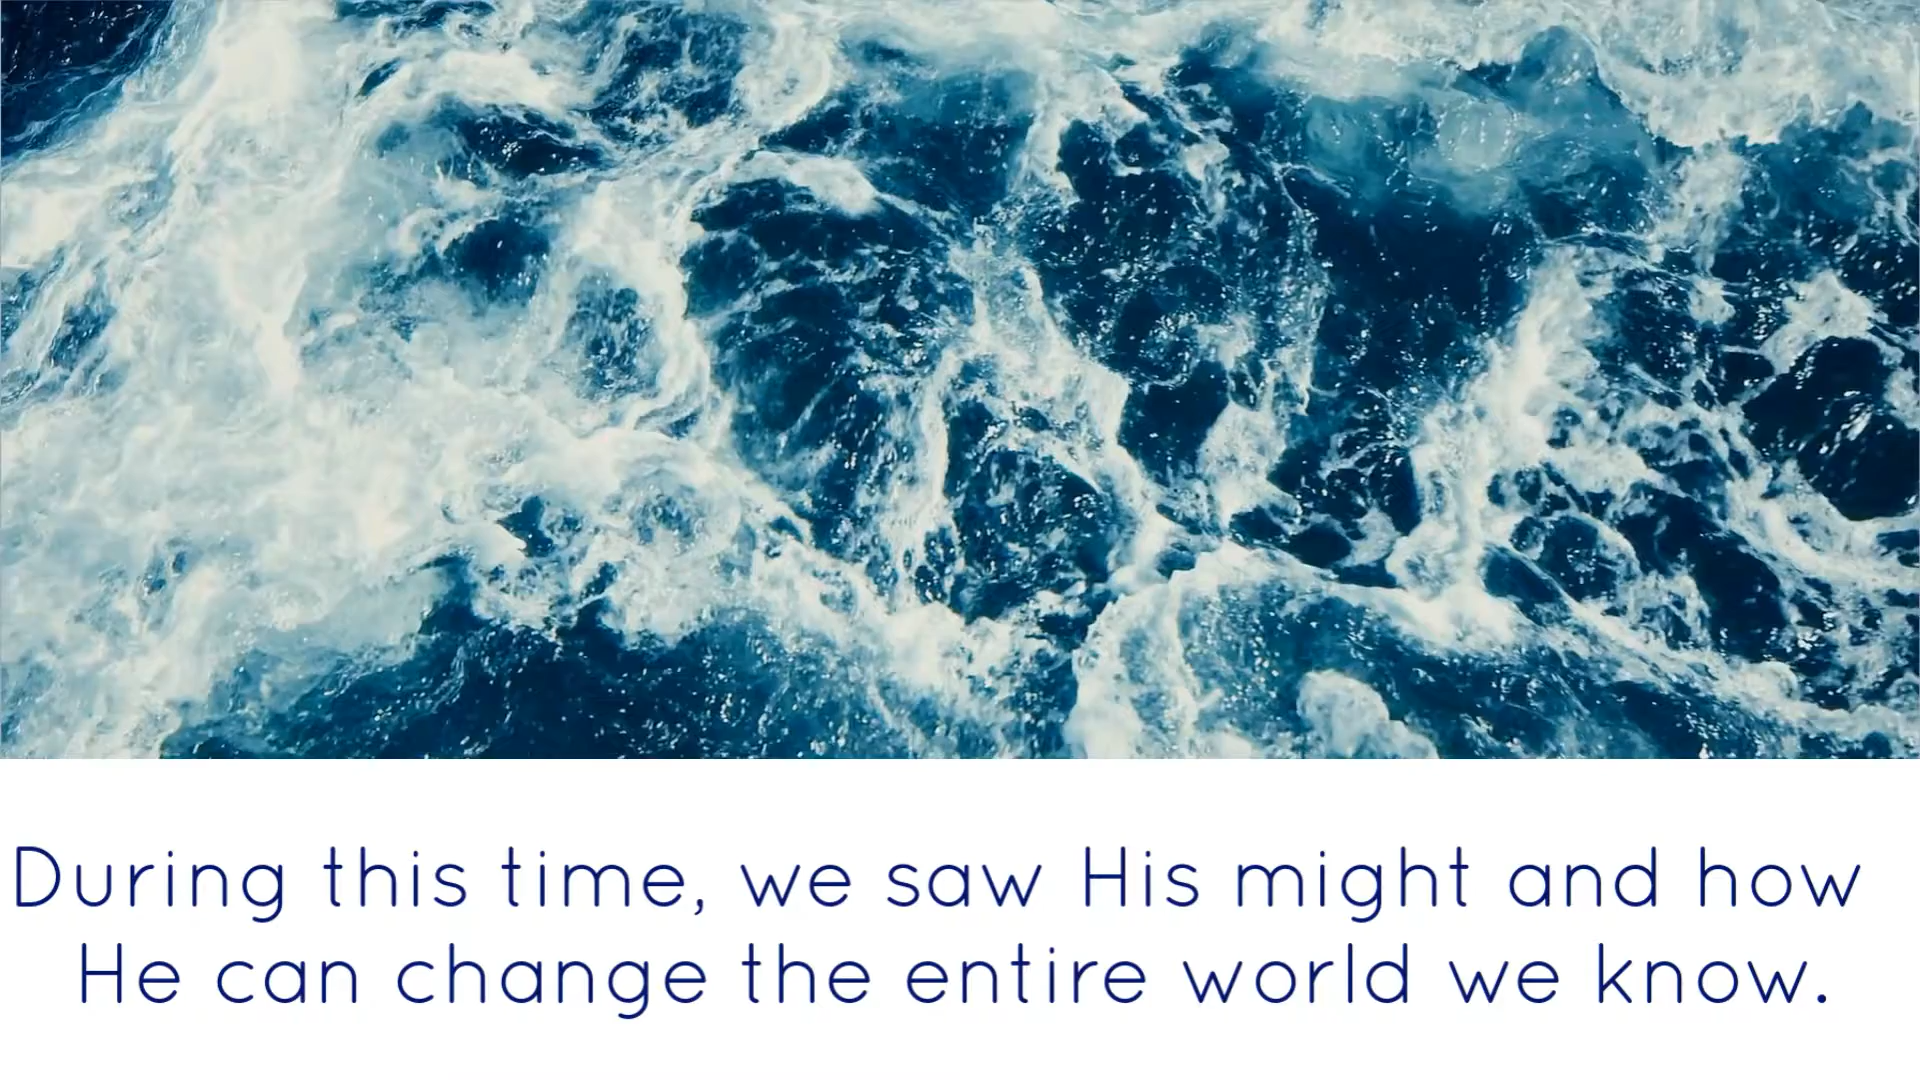 During this time, we saw His might and how
He can change the entire world we know.